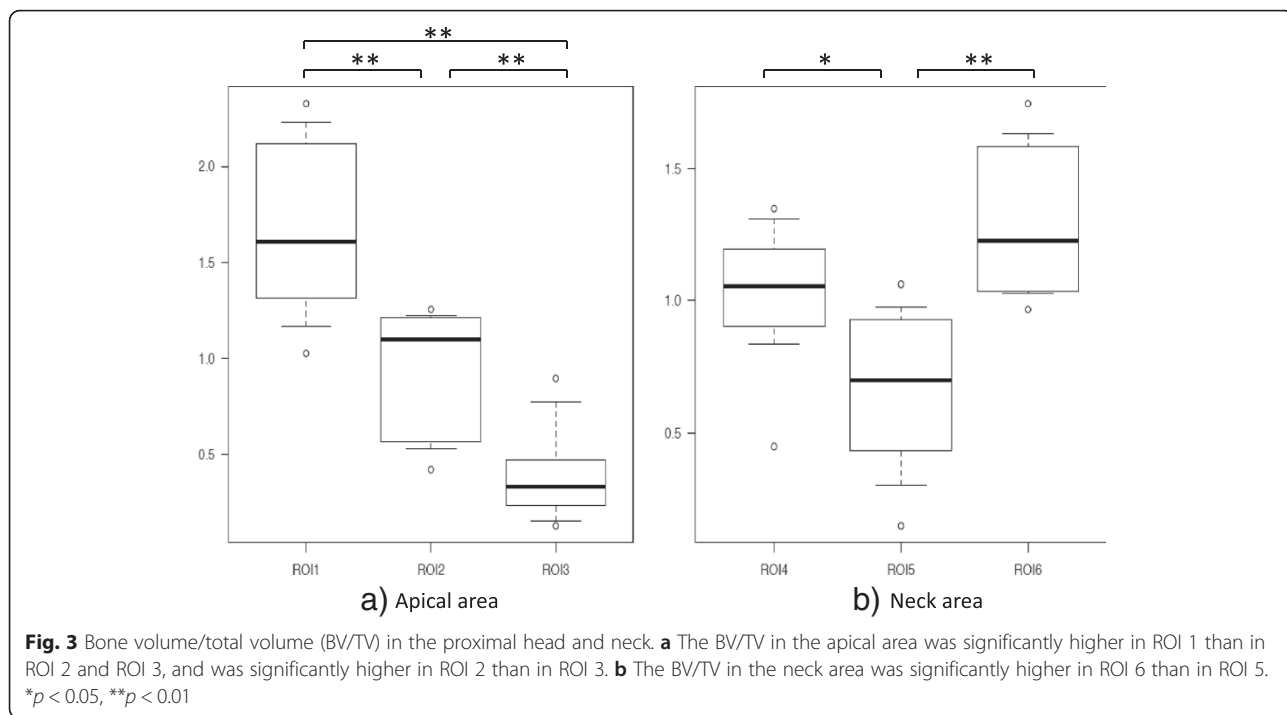 **
** **
* **
2.0
1.5
1.0
0.5
ROI1 ROI2 ROI3
a) Apical area
1.5
1.0
0.5
ROI4 ROI5 ROI6
b) Neck area
Fig. 3 Bone volume/total volume (BV/TV) in the proximal head and neck. a The BV/TV in the apical area was significantly higher in ROI 1 than in
ROI 2 and ROI 3, and was significantly higher in ROI 2 than in ROI 3. b The BV/TV in the neck area was significantly higher in ROI 6 than in ROI 5.
*p < 0.05, **p < 0.01